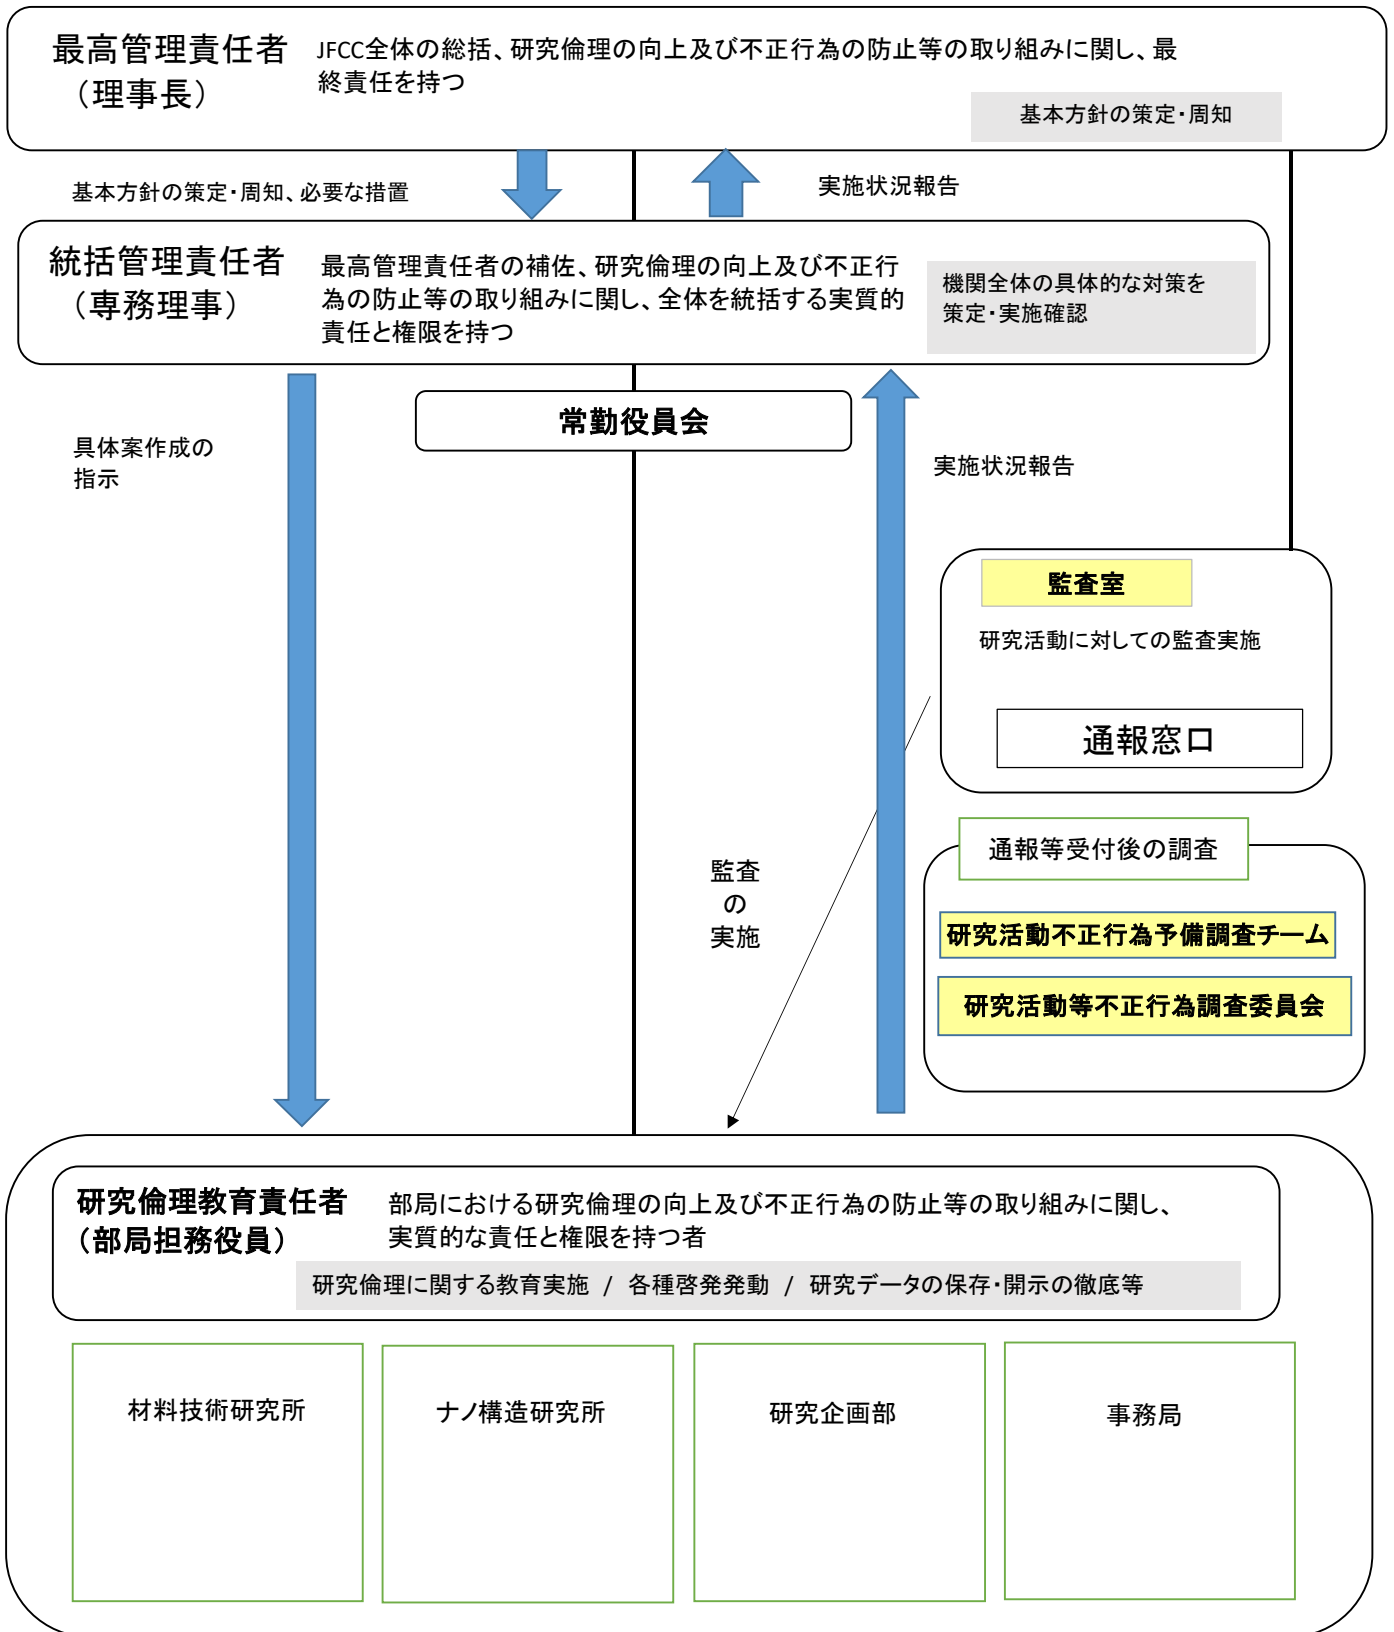 最高管理責任者
（理事長）
JFCC全体の総括、研究倫理の向上及び不正行為の防止等の取り組みに関し、最
終責任を持つ
基本方針の策定・周知
基本方針の策定・周知、必要な措置
実施状況報告
統括管理責任者
（専務理事）
最高管理責任者の補佐、研究倫理の向上及び不正行
為の防止等の取り組みに関し、全体を統括する実質的
責任と権限を持つ
機関全体の具体的な対策を
策定・実施確認
常勤役員会
具体案作成の
指示
実施状況報告
監査室
研究活動に対しての監査実施
通報窓口
通報等受付後の調査
監査
の
実施
研究活動不正行為予備調査チーム
研究活動等不正行為調査委員会
研究倫理教育責任者
（部局担務役員）
部局における研究倫理の向上及び不正行為の防止等の取り組みに関し、
実質的な責任と権限を持つ者
研究倫理に関する教育実施 / 各種啓発発動 / 研究データの保存・開示の徹底等
材料技術研究所
ナノ構造研究所
研究企画部
事務局